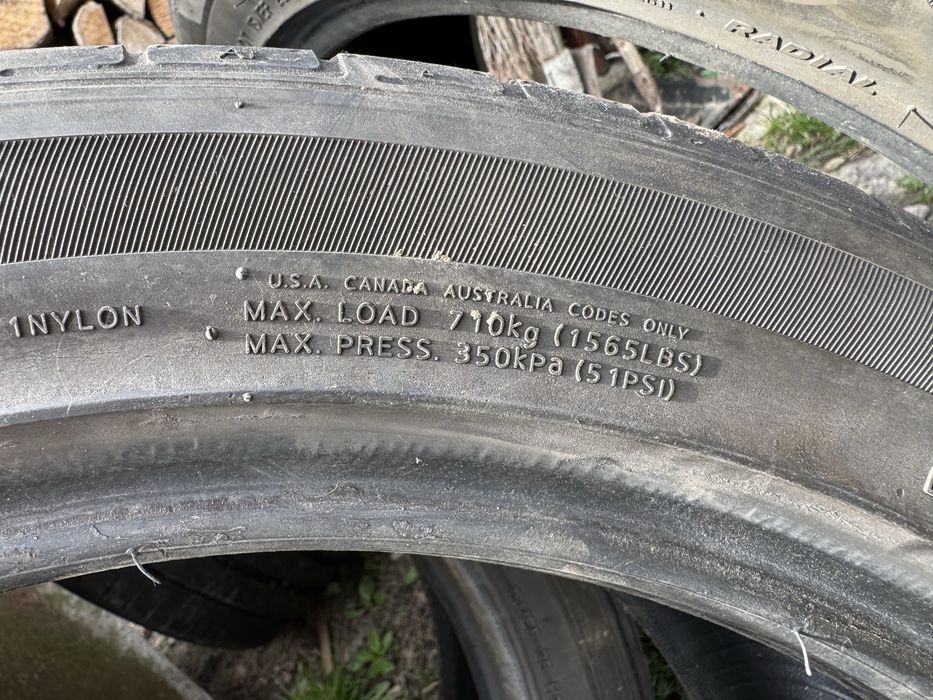 RADIAL
U.S.A. CANADA AUSTRALIA CODES ONLY
1NYLON
MAX. LOAD 710kg (1565LBS)
MAX. PRESS. 350kPa (51PSI)